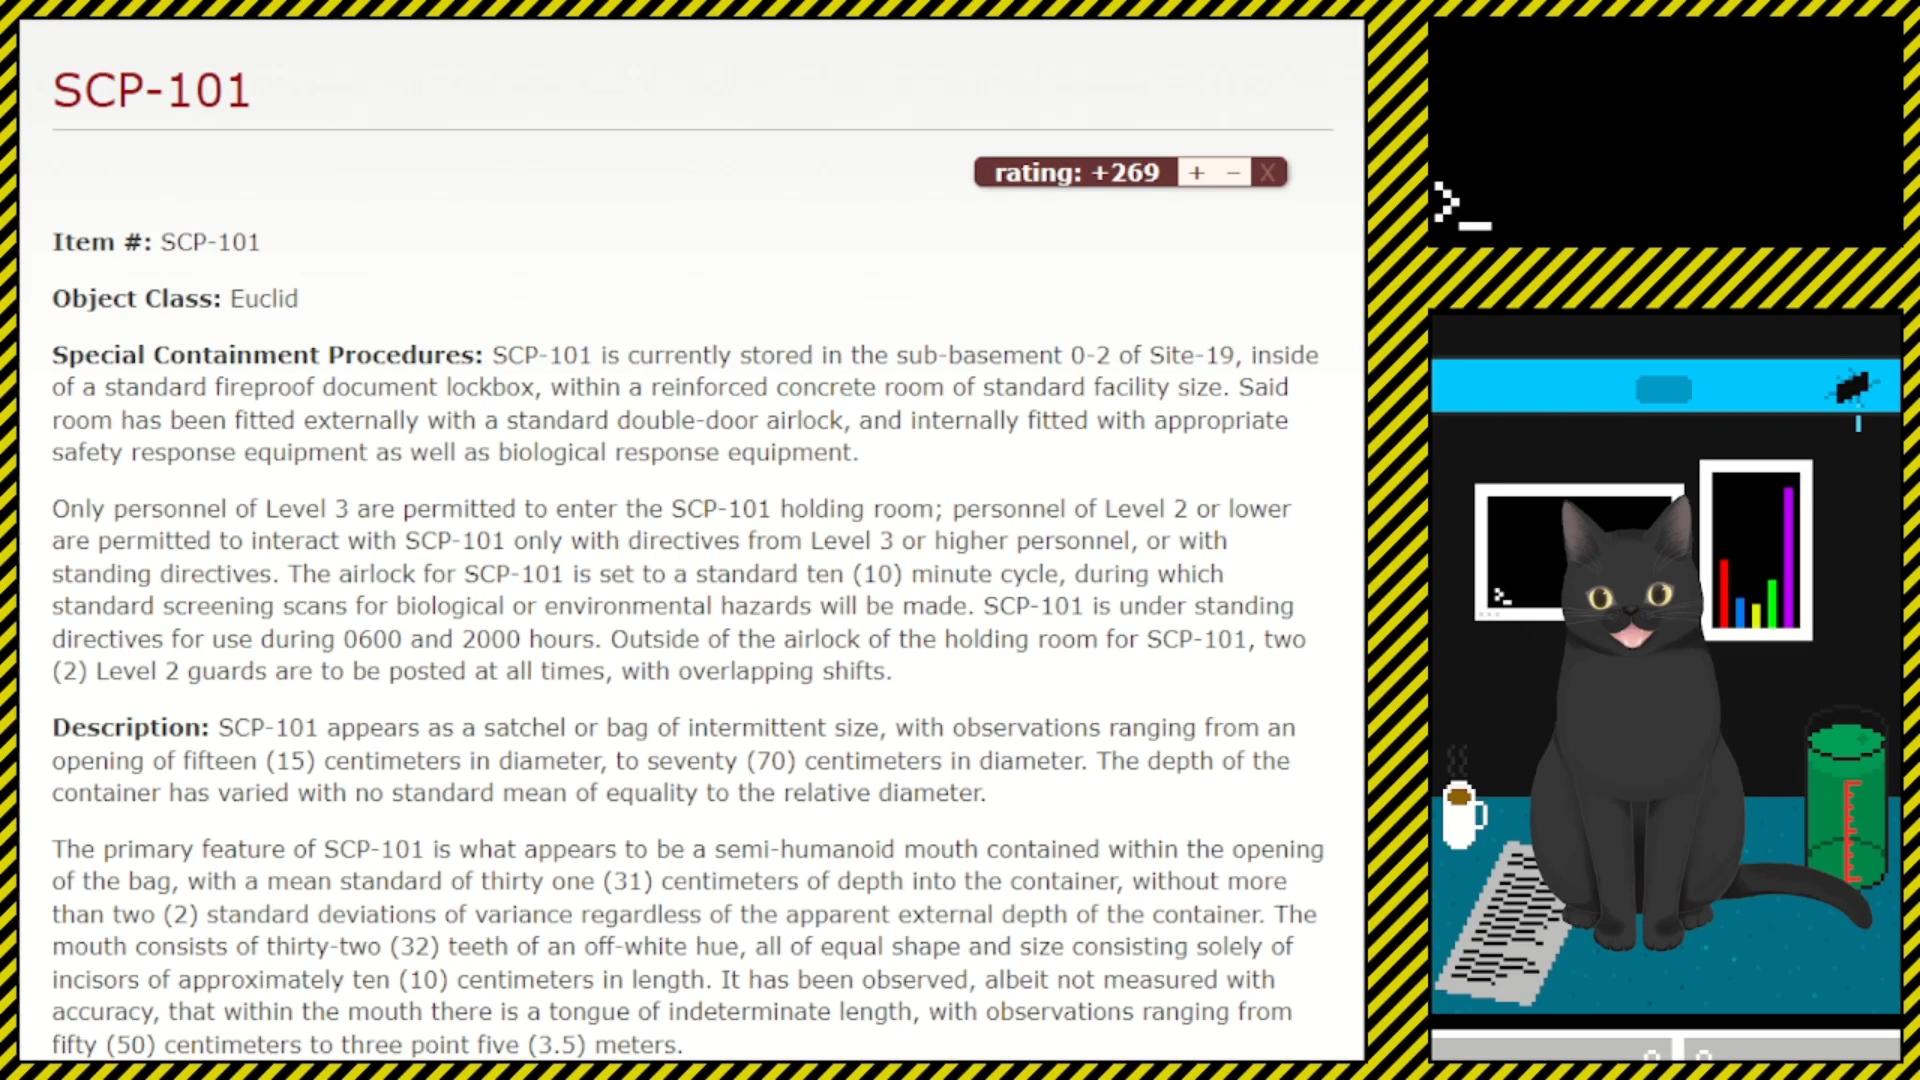 SCP-101
rating: +269 + − X
Item #: SCP-101
Object Class: Euclid
Special Containment Procedures: SCP-101 is currently stored in the sub-basement 0-2 of Site-19, inside
of a standard fireproof document lockbox, within a reinforced concrete room of standard facility size. Said
room has been fitted externally with a standard double-door airlock, and internally fitted with appropriate
safety response equipment as well as biological response equipment.
Only personnel of Level 3 are permitted to enter the SCP-101 holding room; personnel of Level 2 or lower
are permitted to interact with SCP-101 only with directives from Level 3 or higher personnel, or with
standing directives. The airlock for SCP-101 is set to a standard ten (10) minute cycle, during which
standard screening scans for biological or environmental hazards will be made. SCP-101 is under standing
directives for use during 0600 and 2000 hours. Outside of the airlock of the holding room for SCP-101, two
(2) Level 2 guards are to be posted at all times, with overlapping shifts.
Description: SCP-101 appears as a satchel or bag of intermittent size, with observations ranging from an
opening of fifteen (15) centimeters in diameter, to seventy (70) centimeters in diameter. The depth of the
container has varied with no standard mean of equality to the relative diameter.
The primary feature of SCP-101 is what appears to be a semi-humanoid mouth contained within the opening
of the bag, with a mean standard of thirty one (31) centimeters of depth into the container, without more
than two (2) standard deviations of variance regardless of the apparent external depth of the container. The
mouth consists of thirty-two (32) teeth of an off-white hue, all of equal shape and size consisting solely of
incisors of approximately ten (10) centimeters in length. It has been observed, albeit not measured with
accuracy, that within the mouth there is a tongue of indeterminate length, with observations ranging from
fifty (50) centimeters to three point five (3.5) meters.
>_
>_